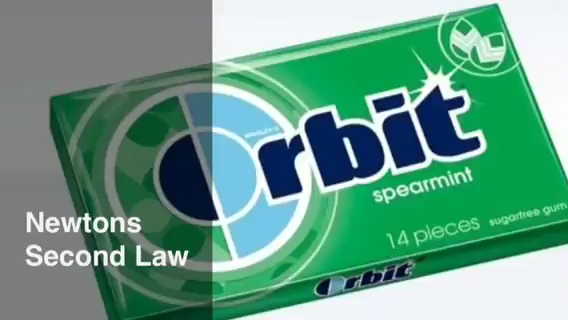 Orbit
spearmint
14 pieces sugarfree gum
Orbit
Newtons
Second Law